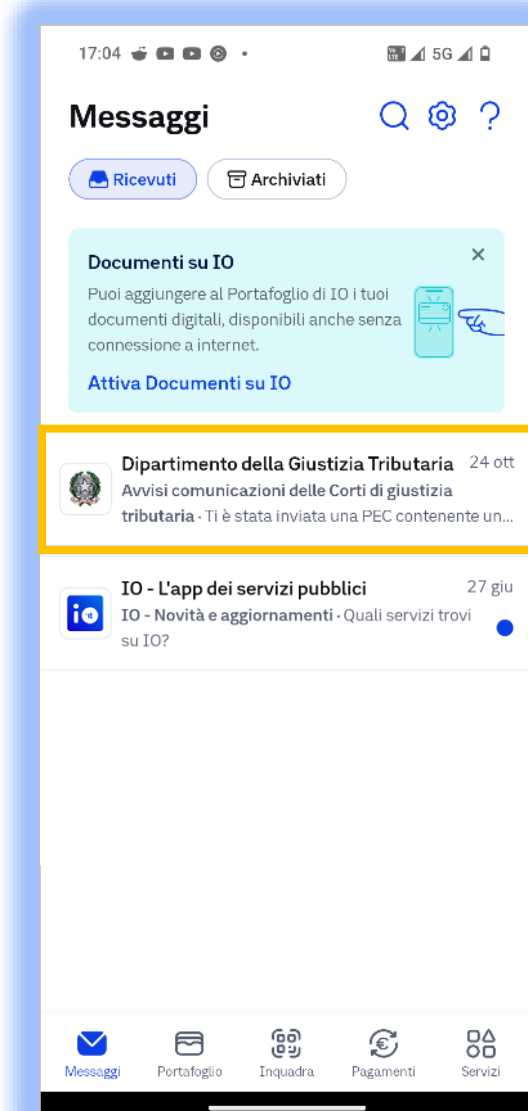 17:04
5G
Messaggi
Ricevuti
Archiviati
Documenti su IO
Puoi aggiungere al Portafoglio di IO i tuoi
documenti digitali, disponibili anche senza
connessione a internet.
Attiva Documenti su IO
Dipartimento della Giustizia Tributaria 24 ott
Avvisi comunicazioni delle Corti di giustizia
tributaria · Ti è stata inviata una PEC contenente un...
IO - L'app dei servizi pubblici 27 giu
IO - Novità e aggiornamenti · Quali servizi trovi
su IO?
Messaggi
Portafoglio
Inquadra
Pagamenti
Servizi